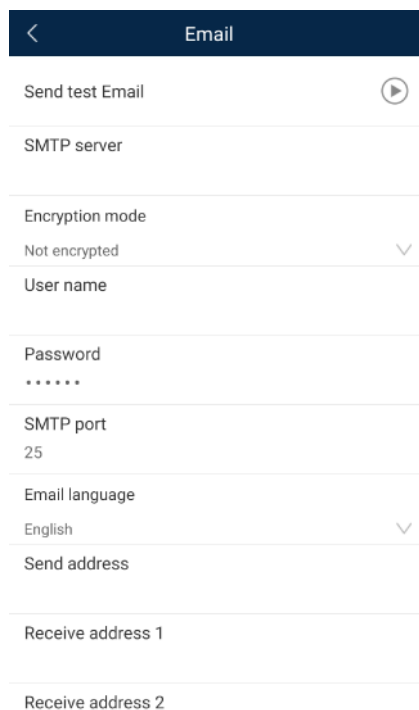 Email
Send test Email
SMTP server
Encryption mode
Not encrypted
User name
Password
••••••
SMTP port
25
Email language
English
Send address
Receive address 1
Receive address 2